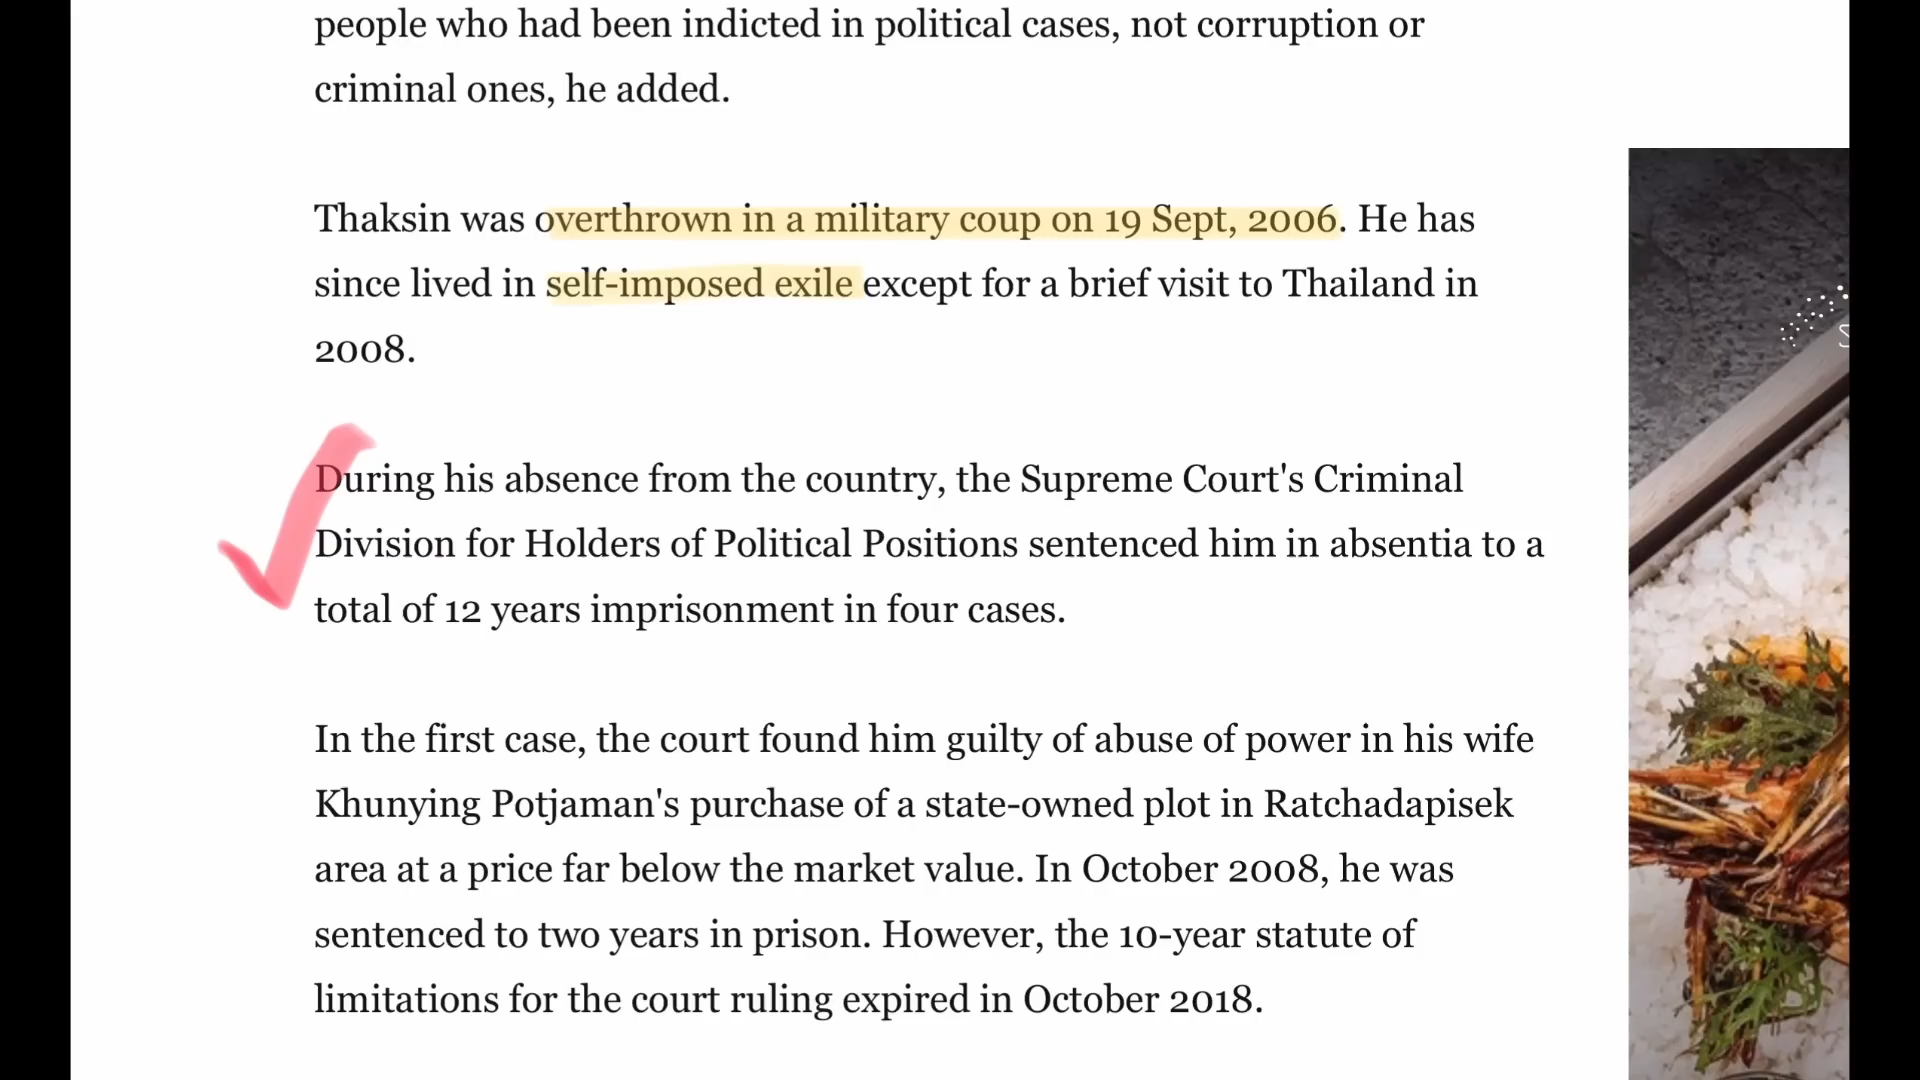 people who had been indicted in political cases, not corruption or
criminal ones, he added.
Thaksin was overthrown in a military coup on 19 Sept, 2006. He has
since lived in self-imposed exile except for a brief visit to Thailand in
2008.
During his absence from the country, the Supreme Court's Criminal
Division for Holders of Political Positions sentenced him in absentia to a
total of 12 years imprisonment in four cases.
In the first case, the court found him guilty of abuse of power in his wife
Khunying Potjaman's purchase of a state-owned plot in Ratchadapisek
area at a price far below the market value. In October 2008, he was
sentenced to two years in prison. However, the 10-year statute of
limitations for the court ruling expired in October 2018.